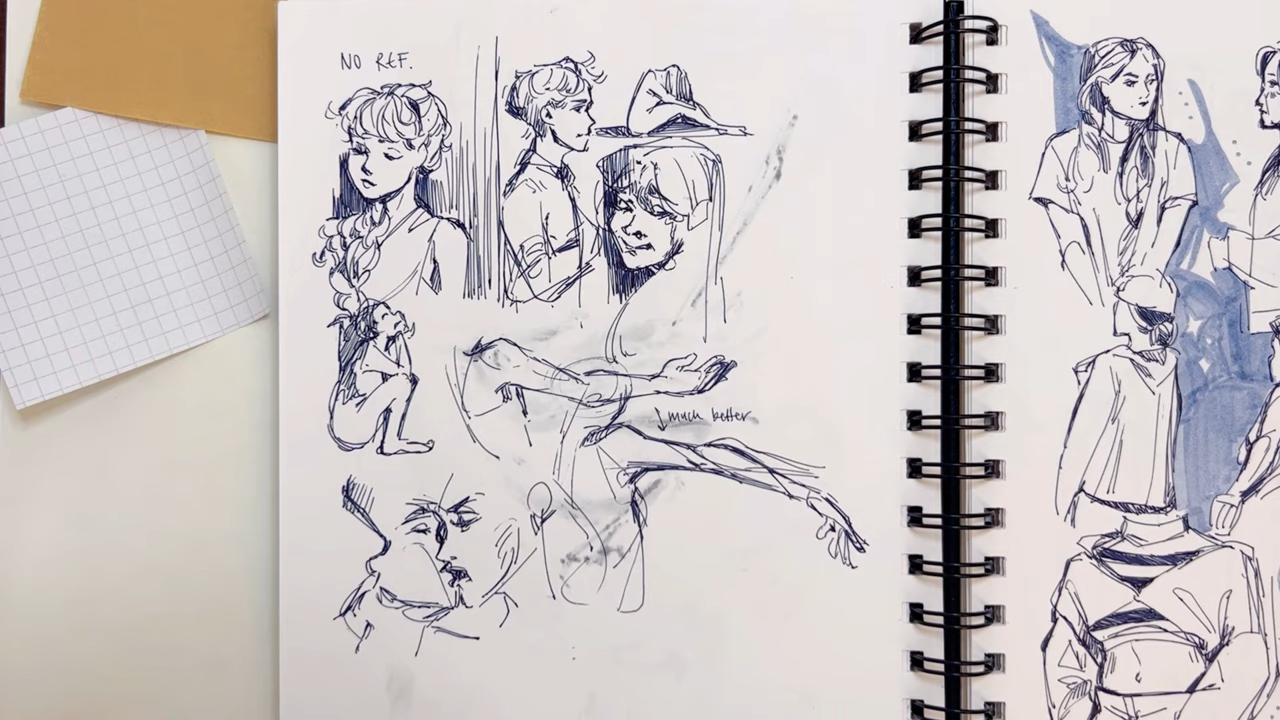 NO REF.
↓ much better